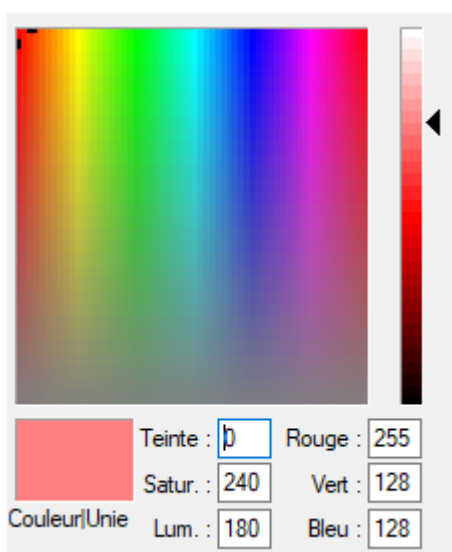 Teinte : 0 Rouge : 255
Satur. : 240 Vert : 128
Couleur|Unie Lum. : 180 Bleu : 128